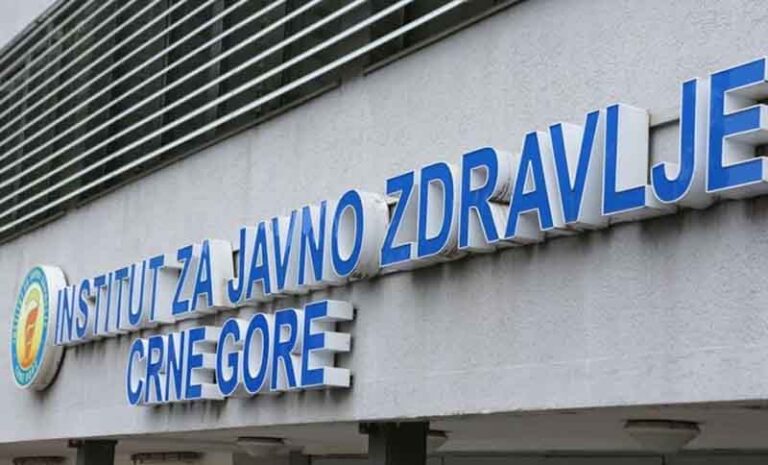 INSTITUT ZA JAVNO ZDRAVLJE
CRNE GORE